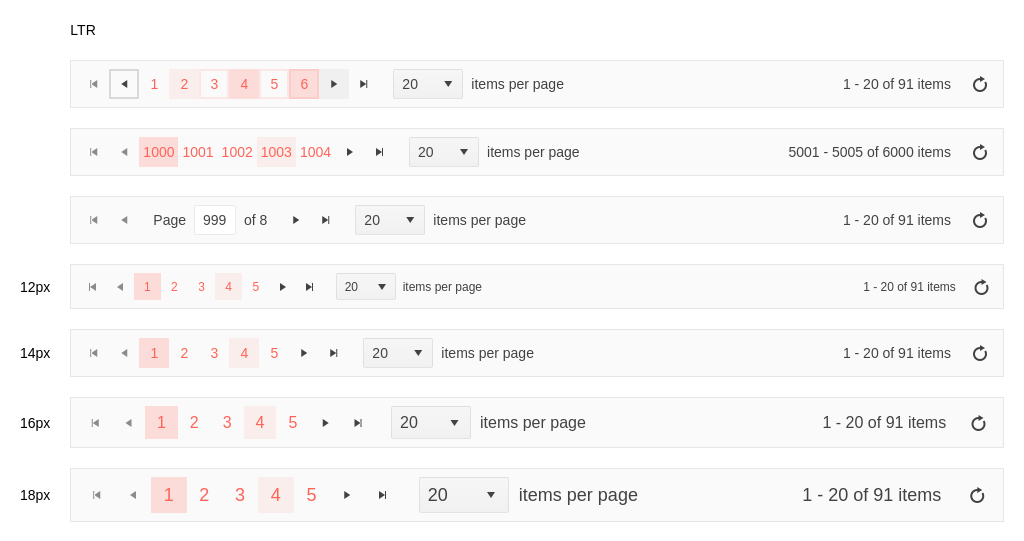 LTR
1 2 3 4 5 6 20 items per page 1 - 20 of 91 items
1000 1001 1002 1003 1004 20 items per page 5001 - 5005 of 6000 items
Page 999 of 8 20 items per page 1 - 20 of 91 items
12px 1 2 3 4 5 20 items per page 1 - 20 of 91 items
14px 1 2 3 4 5 20 items per page 1 - 20 of 91 items
16px 1 2 3 4 5 20 items per page 1 - 20 of 91 items
18px 1 2 3 4 5 20 items per page 1 - 20 of 91 items